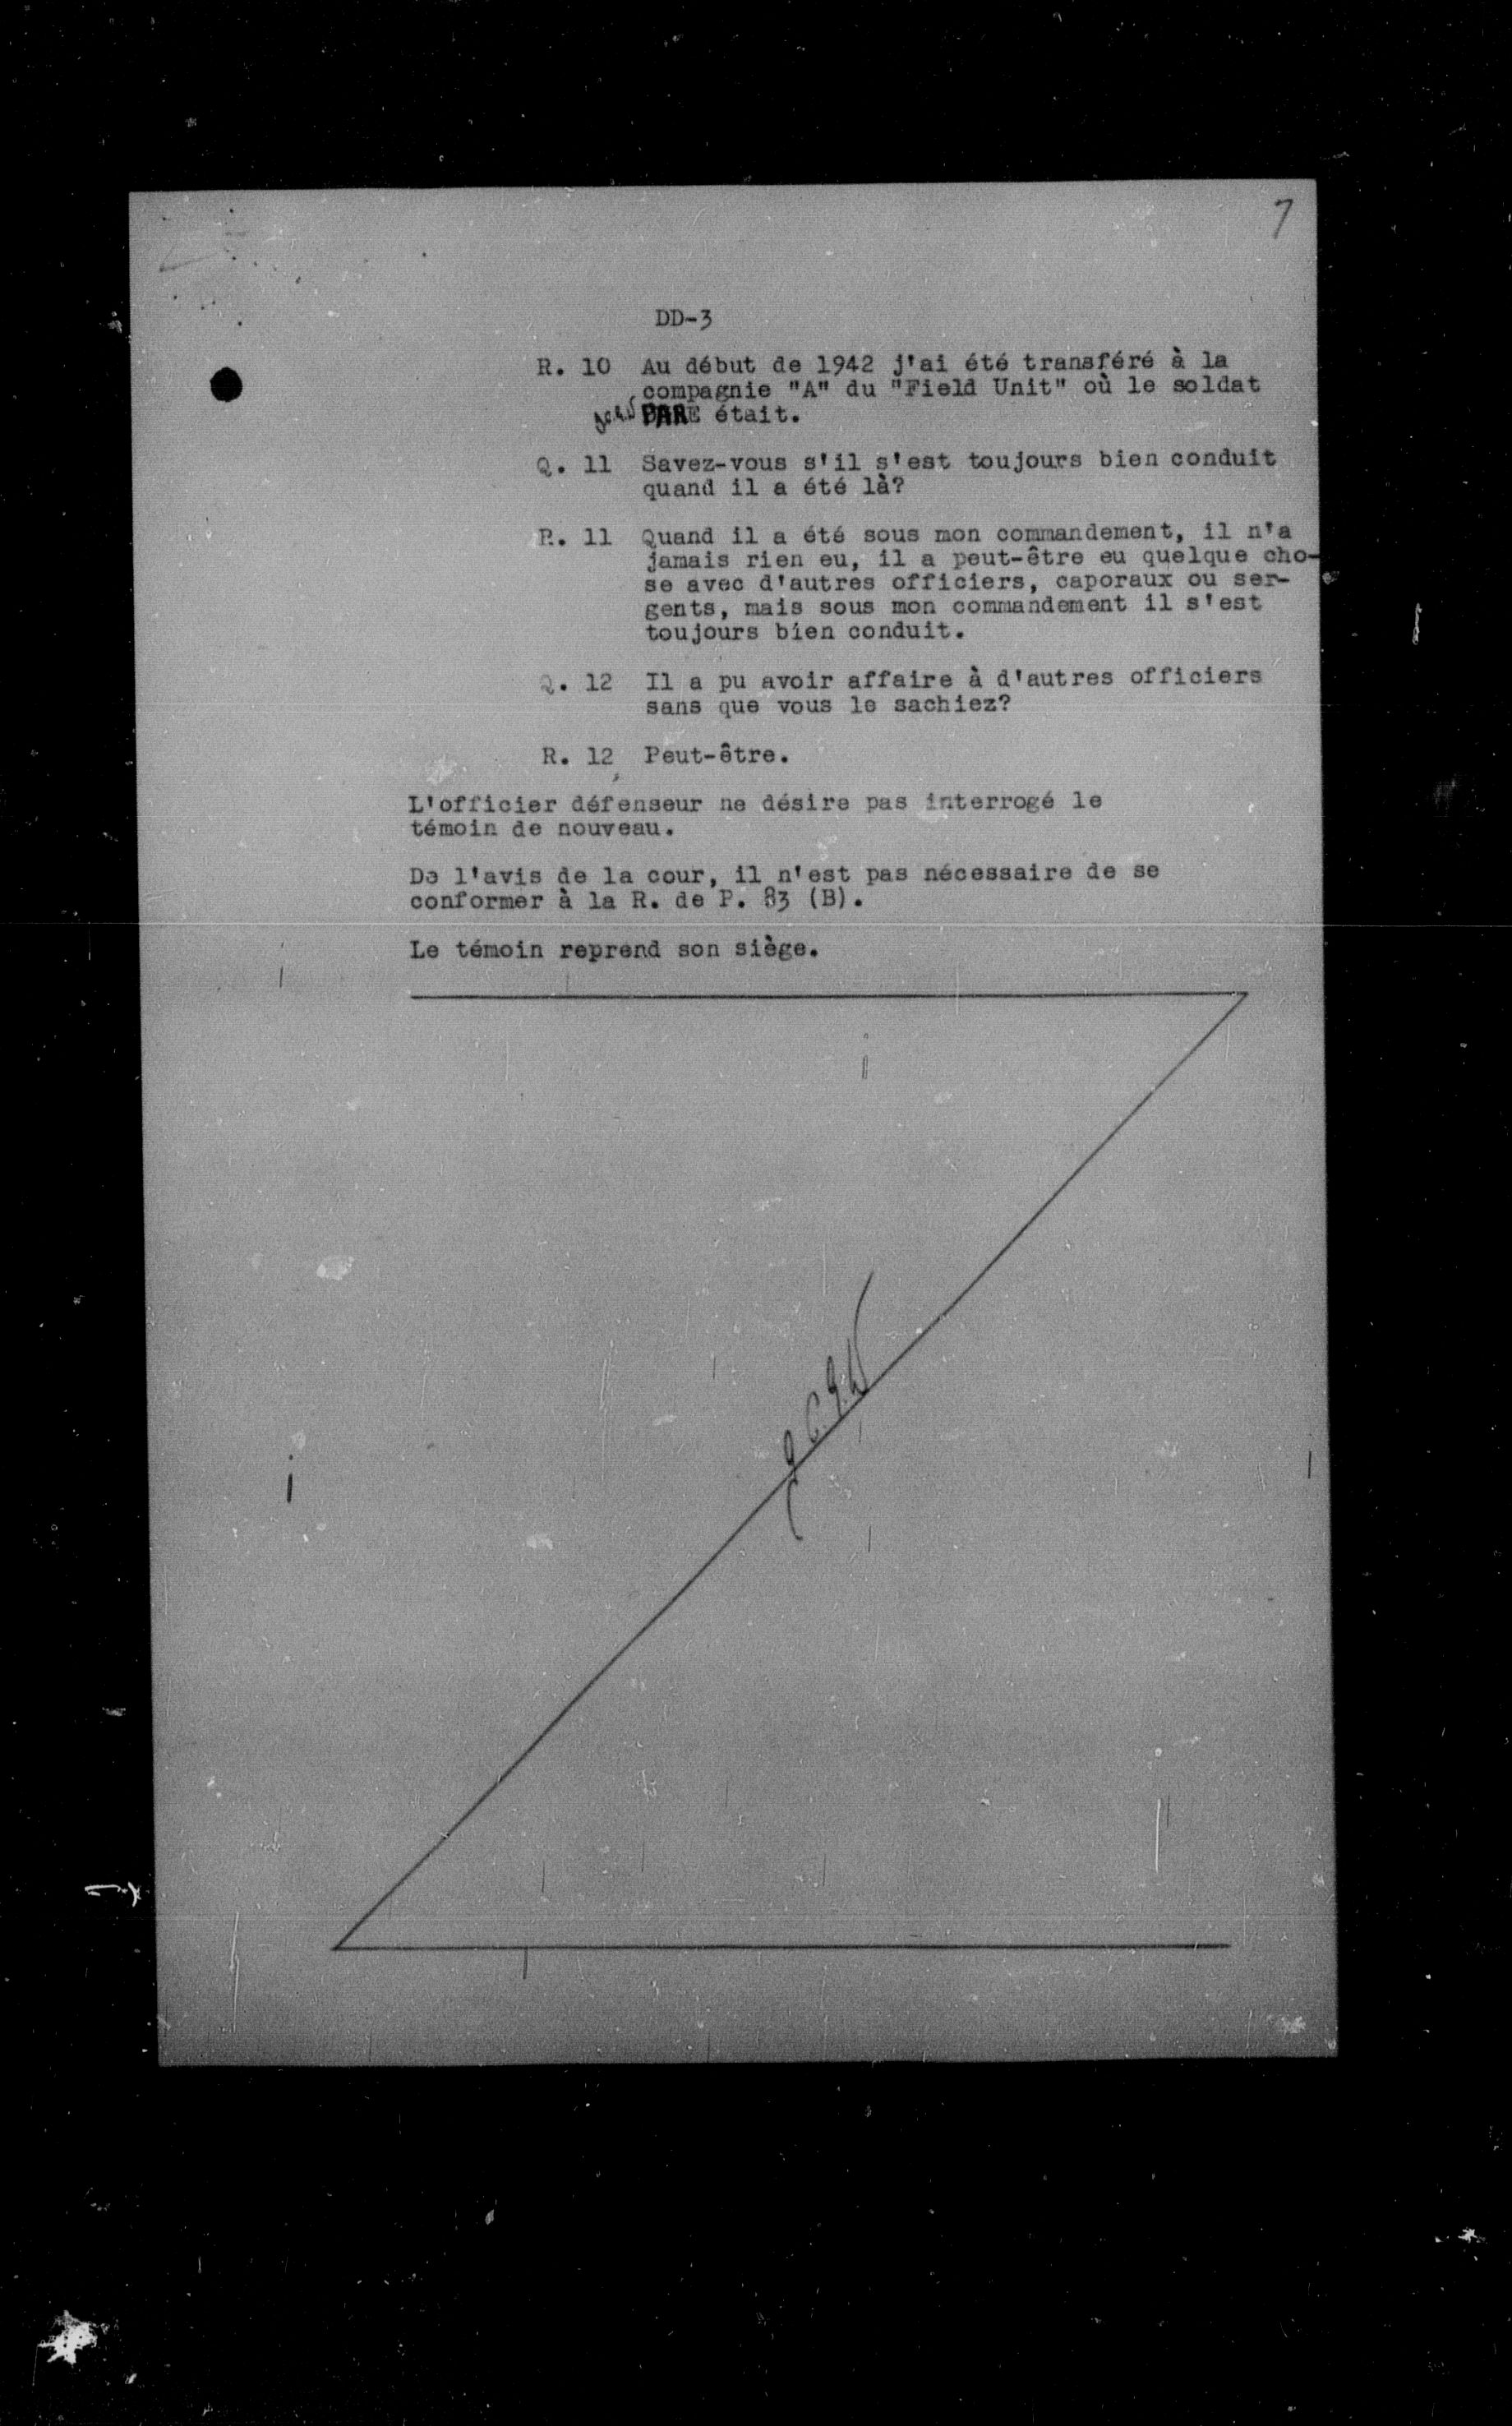 7
DD-3
R. 10 Au début de 1942 j'ai été transféré à la
compagnie "A" du "Field Unit" où le soldat
PARE était.
Q. 11 Savez-vous s'il s'est toujours bien conduit
quand il a été là?
R. 11 Quand il a été sous mon commandement, il n'a
jamais rien eu, il a peut-être eu quelque cho-
se avec d'autres officiers, caporaux ou ser-
gents, mais sous mon commandement il s'est
toujours bien conduit.
Q. 12 Il a pu avoir affaire à d'autres officiers
sans que vous le sachiez?
R. 12 Peut-être.
L'officier défenseur ne désire pas interrogé le
témoin de nouveau.
De l'avis de la cour, il n'est pas nécessaire de se
conformer à la R. de P. 83 (B).
Le témoin reprend son siège.